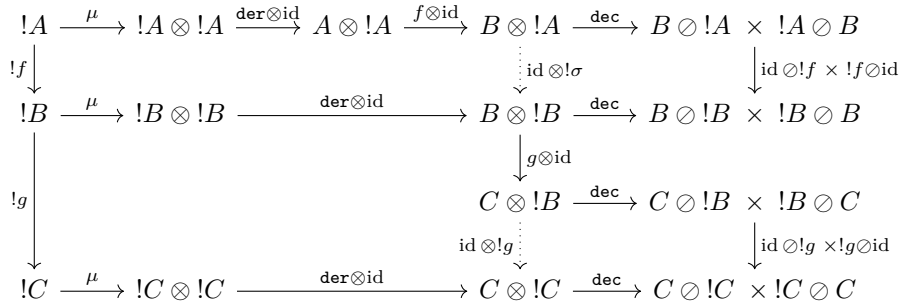 !A μ !A ⊗ !A der⊗id A ⊗ !A f⊗id B ⊗ !A dec B ⊘ !A × !A ⊘ B
!f id ⊗!σ id ⊘!f × !f⊘id
!B μ !B ⊗ !B der⊗id B ⊗ !B dec B ⊘ !B × !B ⊘ B
g⊗id
!g C ⊗ !B dec C ⊘ !B × !B ⊘ C
id ⊗!g id ⊘!g ×!g⊘id
!C μ !C ⊗ !C der⊗id C ⊗ !C dec C ⊘ !C × !C ⊘ C